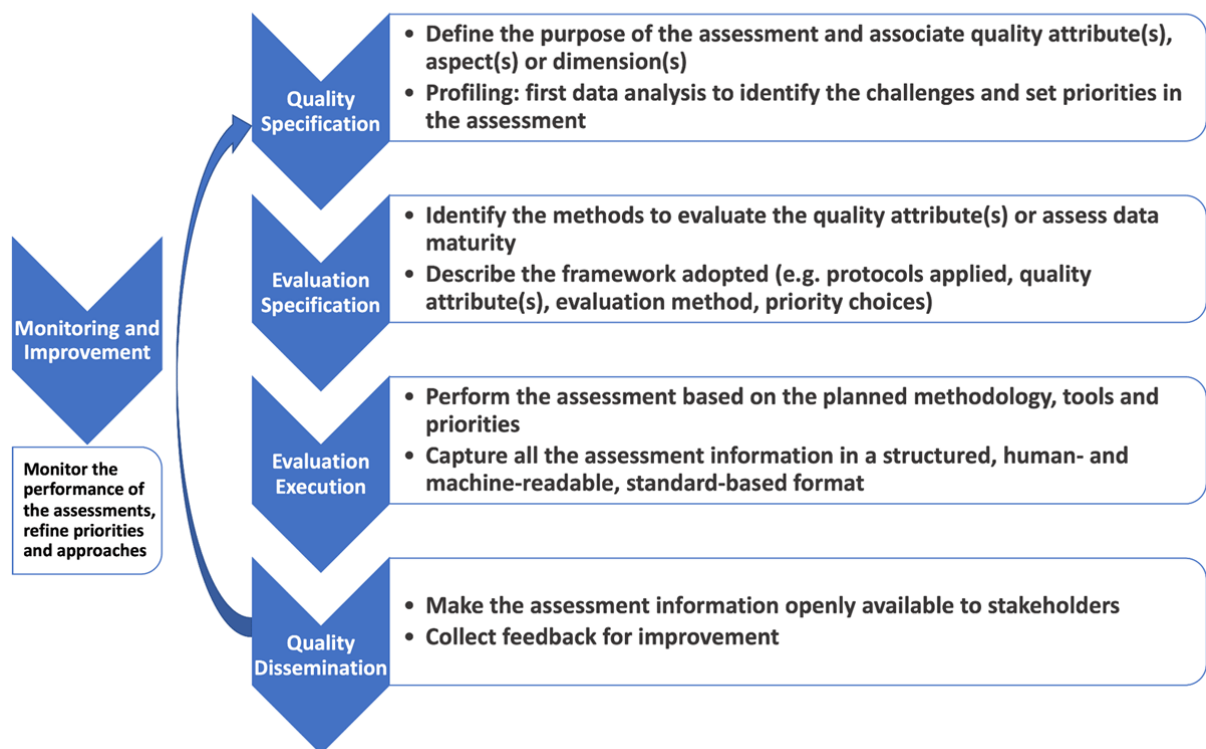 Quality
Specification
• Define the purpose of the assessment and associate quality attribute(s),
aspect(s) or dimension(s)
• Profiling: first data analysis to identify the challenges and set priorities in
the assessment
Evaluation
Specification
• Identify the methods to evaluate the quality attribute(s) or assess data
maturity
• Describe the framework adopted (e.g. protocols applied, quality
attribute(s), evaluation method, priority choices)
Monitoring and
Improvement
Monitor the
performance of
the assessments,
refine priorities
and approaches
Evaluation
Execution
• Perform the assessment based on the planned methodology, tools and
priorities
• Capture all the assessment information in a structured, human- and
machine-readable, standard-based format
Quality
Dissemination
• Make the assessment information openly available to stakeholders
• Collect feedback for improvement